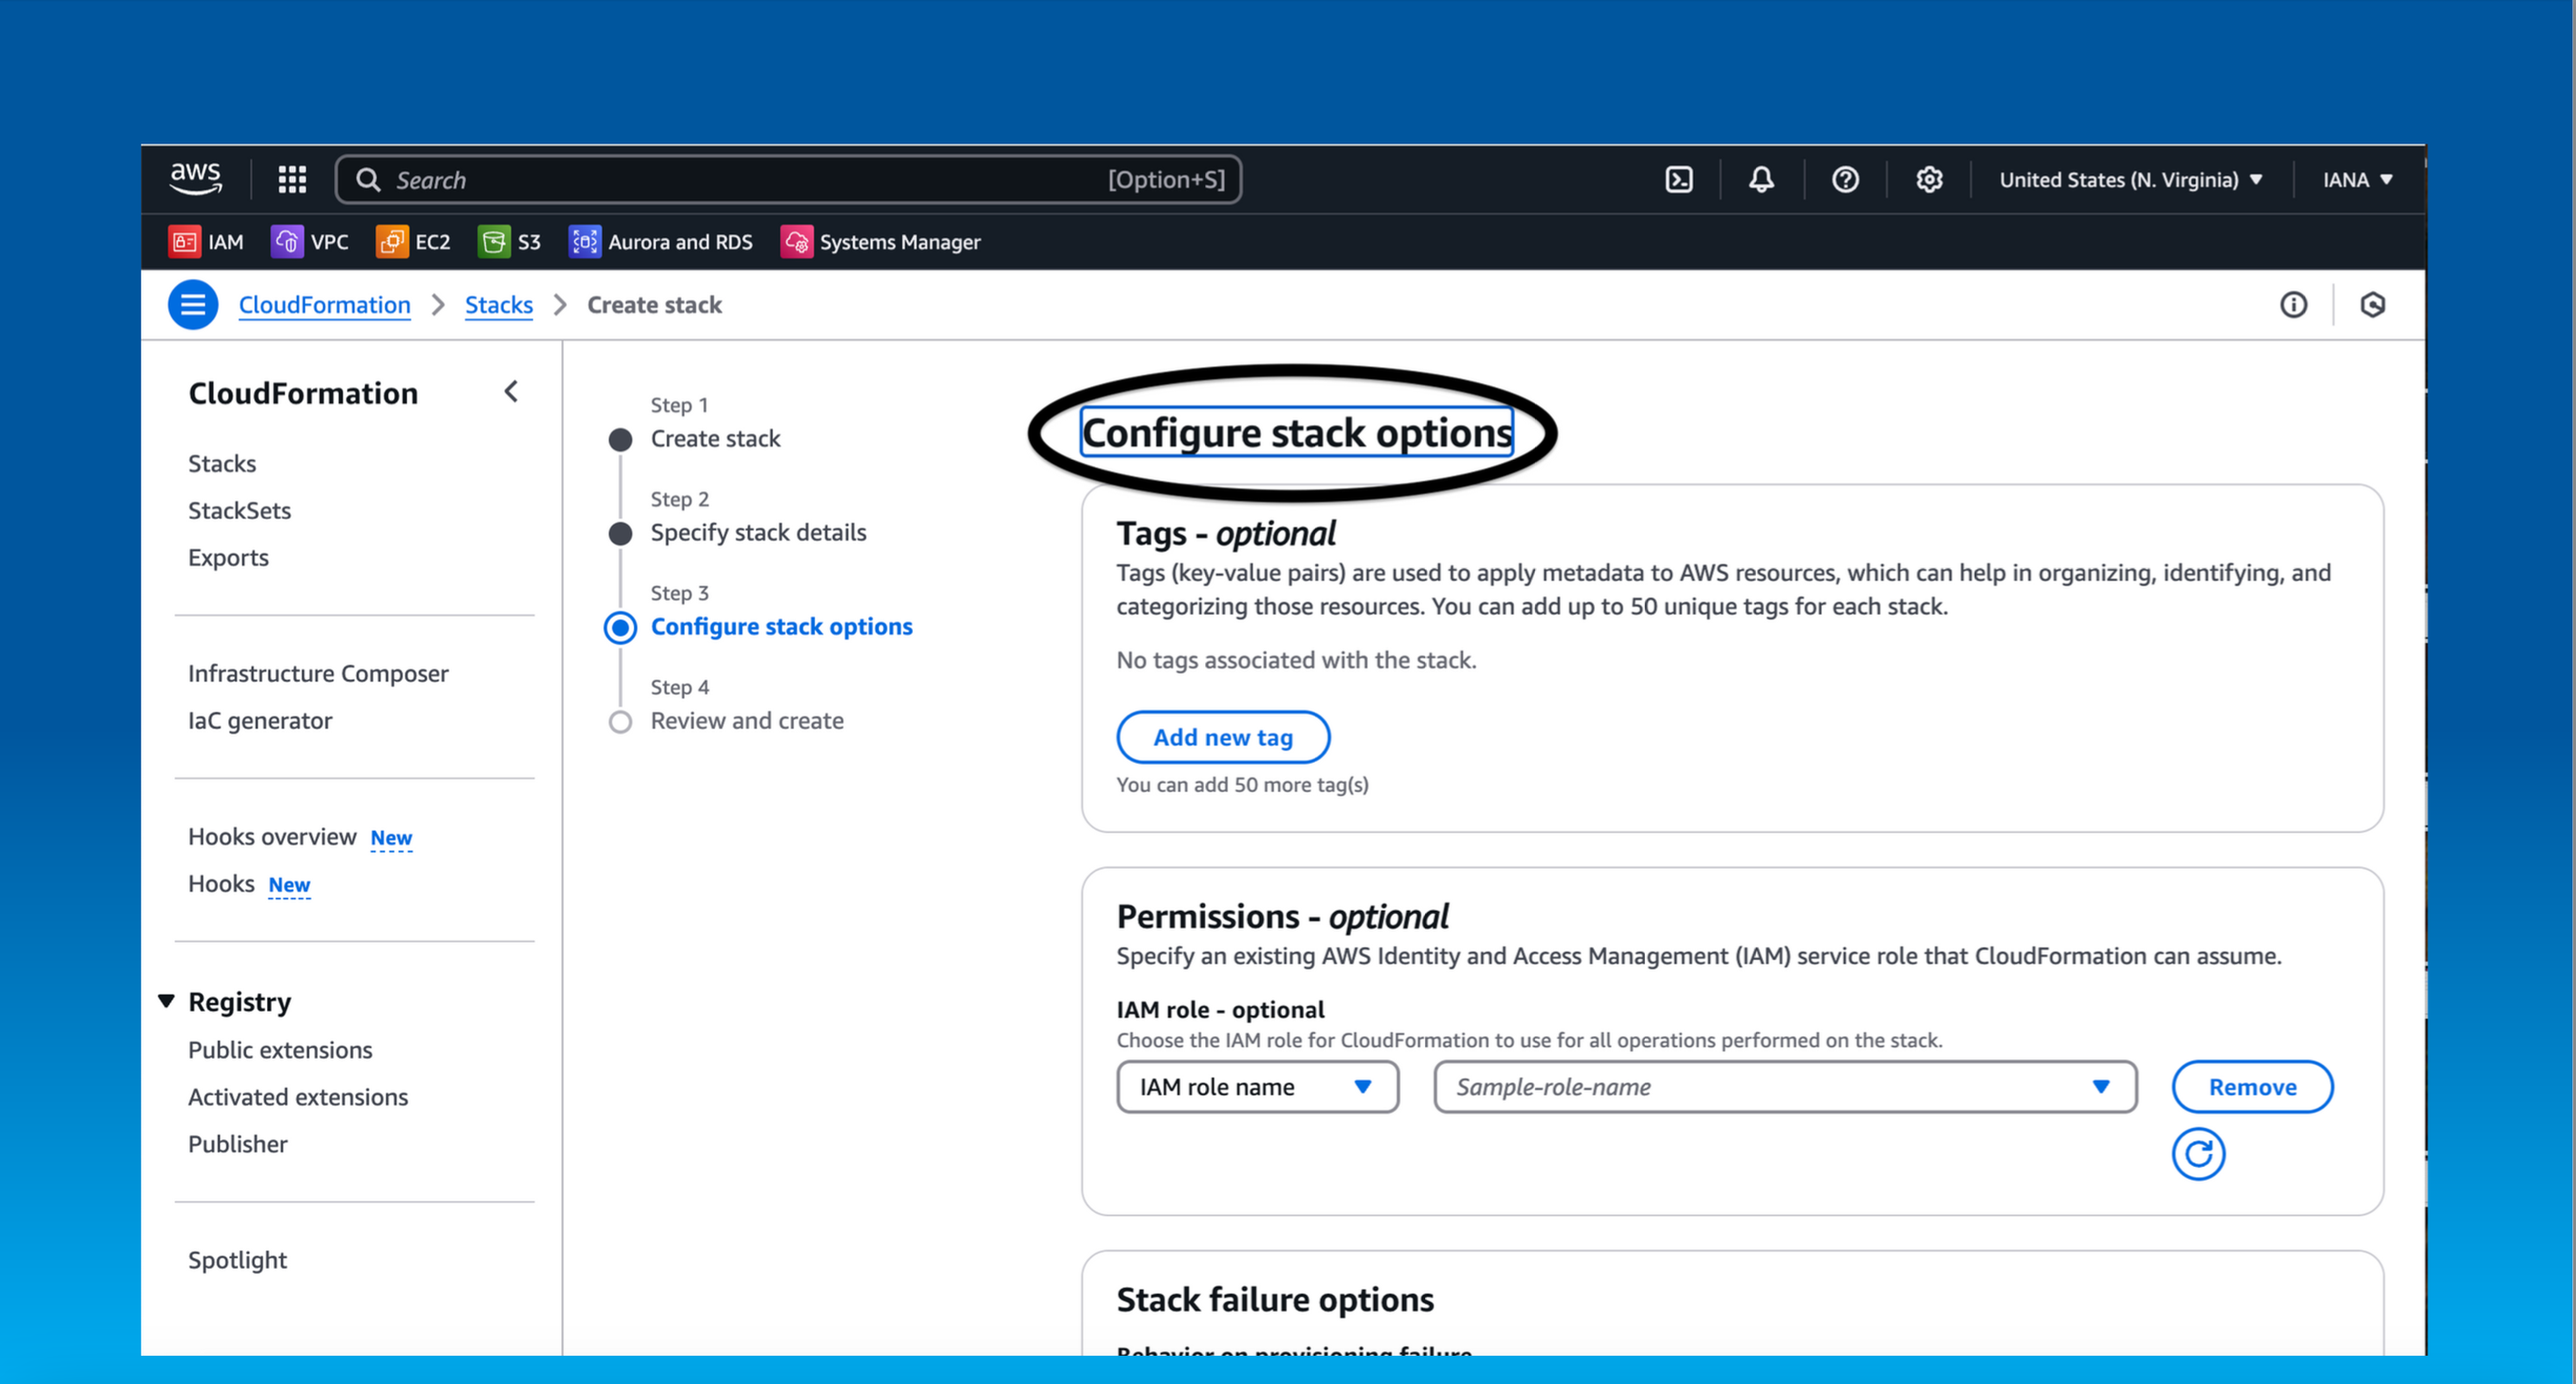 aws
Search
[Option+S]
United States (N. Virginia)
IANA
IAM
VPC
EC2
S3
Aurora and RDS
Systems Manager
CloudFormation
Stacks
Create stack
CloudFormation
Stacks
StackSets
Exports
Infrastructure Composer
IaC generator
Hooks overview New
Hooks New
Registry
Public extensions
Activated extensions
Publisher
Spotlight
Step 1
Create stack
Step 2
Specify stack details
Step 3
Configure stack options
Step 4
Review and create
Configure stack options
Tags - optional
Tags (key-value pairs) are used to apply metadata to AWS resources, which can help in organizing, identifying, and
categorizing those resources. You can add up to 50 unique tags for each stack.
No tags associated with the stack.
Add new tag
You can add 50 more tag(s)
Permissions - optional
Specify an existing AWS Identity and Access Management (IAM) service role that CloudFormation can assume.
IAM role - optional
Choose the IAM role for CloudFormation to use for all operations performed on the stack.
IAM role name
Sample-role-name
Remove
Stack failure options
Behavior on provisioning failure